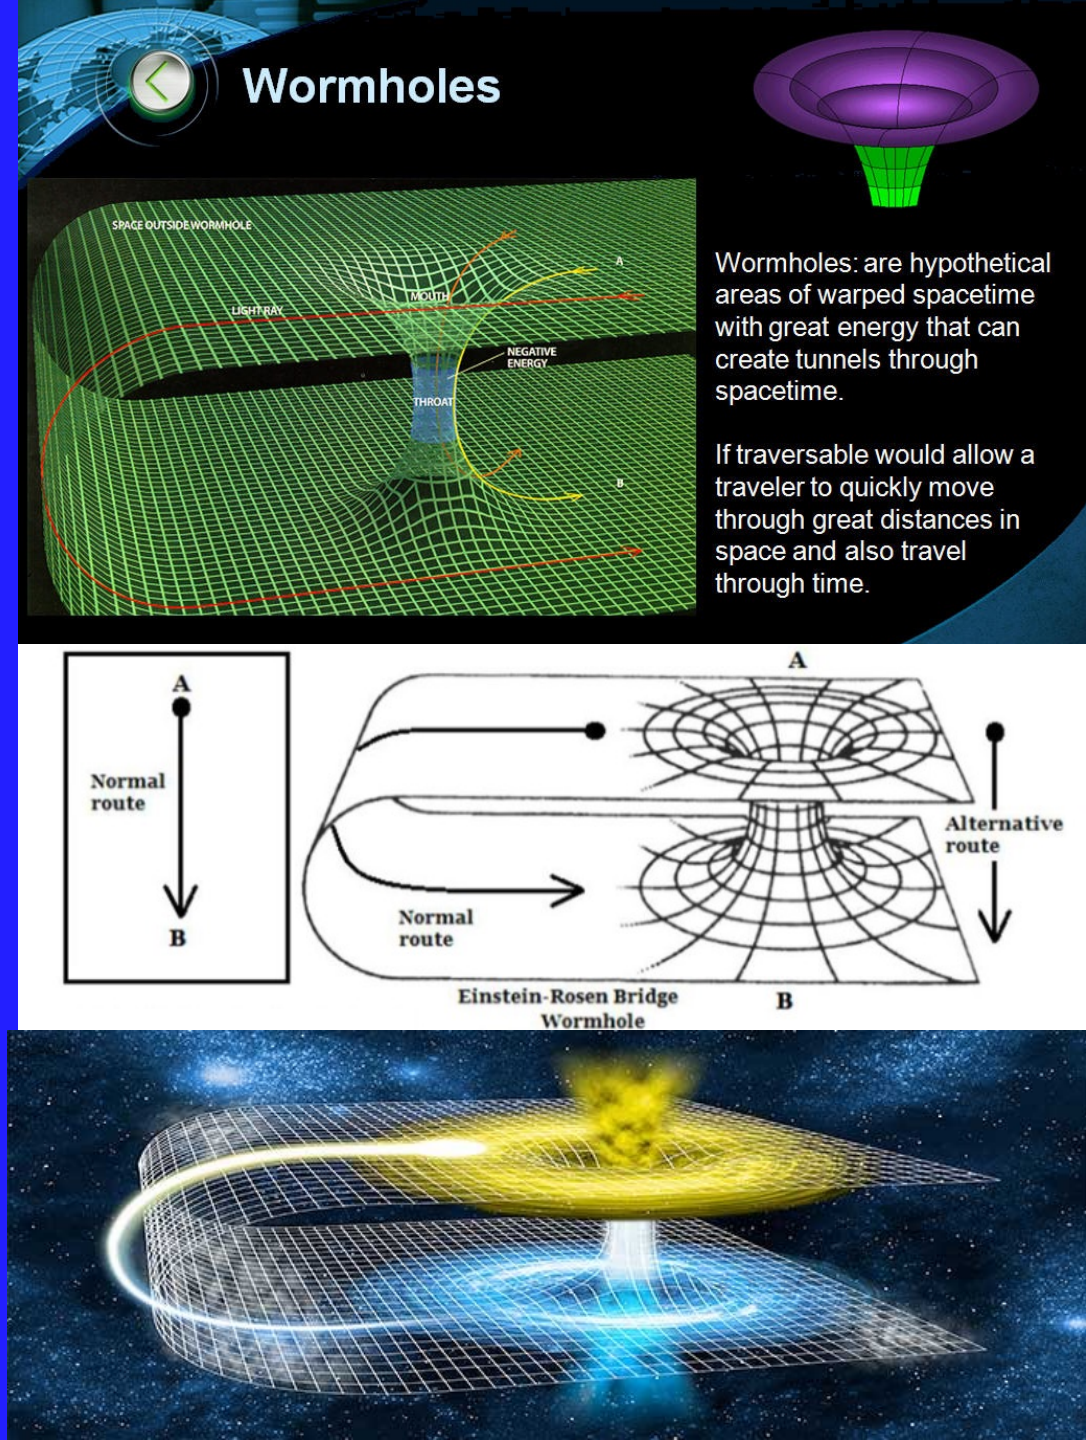 Wormholes
SPACE OUTSIDE WORMHOLE
A
MOUTH
LIGHT RAY
NEGATIVE
ENERGY
THROAT
B
Wormholes: are hypothetical
areas of warped spacetime
with great energy that can
create tunnels through
spacetime.
If traversable would allow a
traveler to quickly move
through great distances in
space and also travel
through time.
A
Normal
route
B
A
Alternative
route
Normal
route
Einstein-Rosen Bridge
Wormhole
B